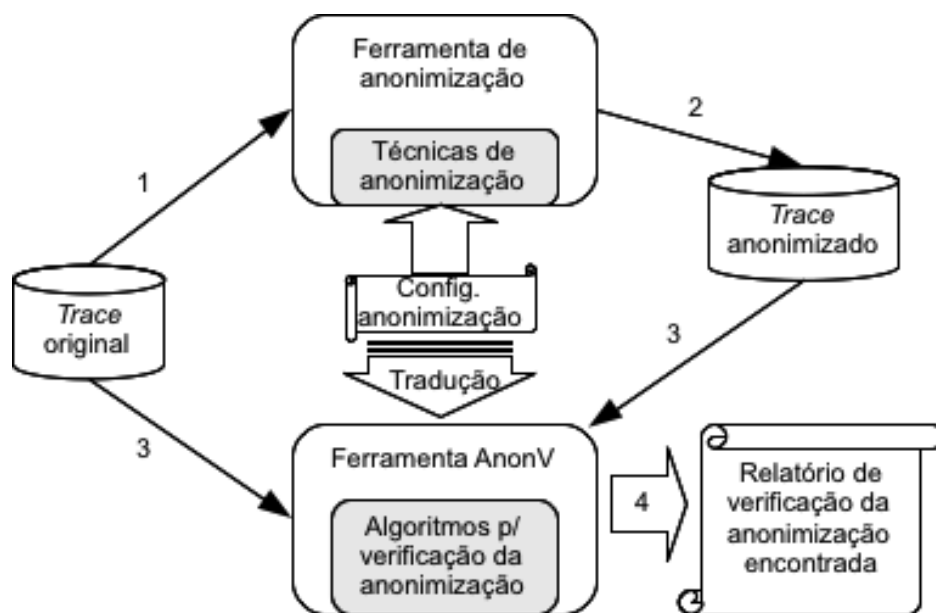 Ferramenta de
anonimização
Técnicas de
anonimização
1
2
Trace
anonimizado
Trace
original
Config.
anonimização
Tradução
3
3
Ferramenta AnonV
Algoritmos p/
verificação da
anonimização
4
Relatório de
verificação da
anonimização
encontrada